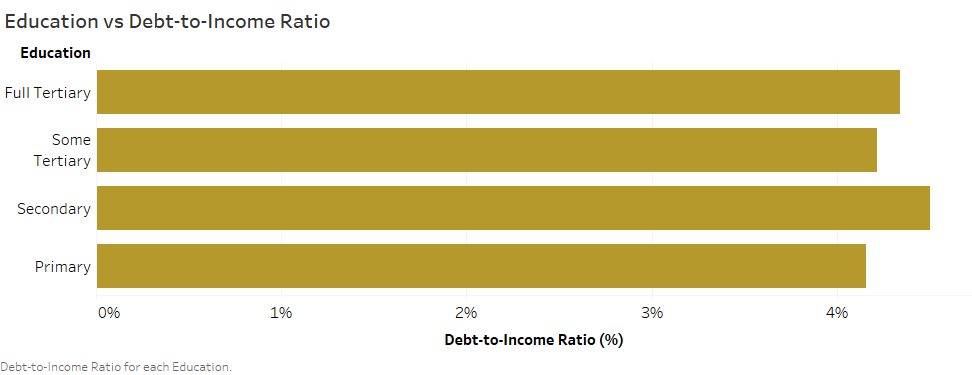 Education vs Debt-to-Income Ratio
Education
Full Tertiary
Some
Tertiary
Secondary
Primary
0% 1% 2% 3% 4%
Debt-to-Income Ratio (%)
Debt-to-Income Ratio for each Education.